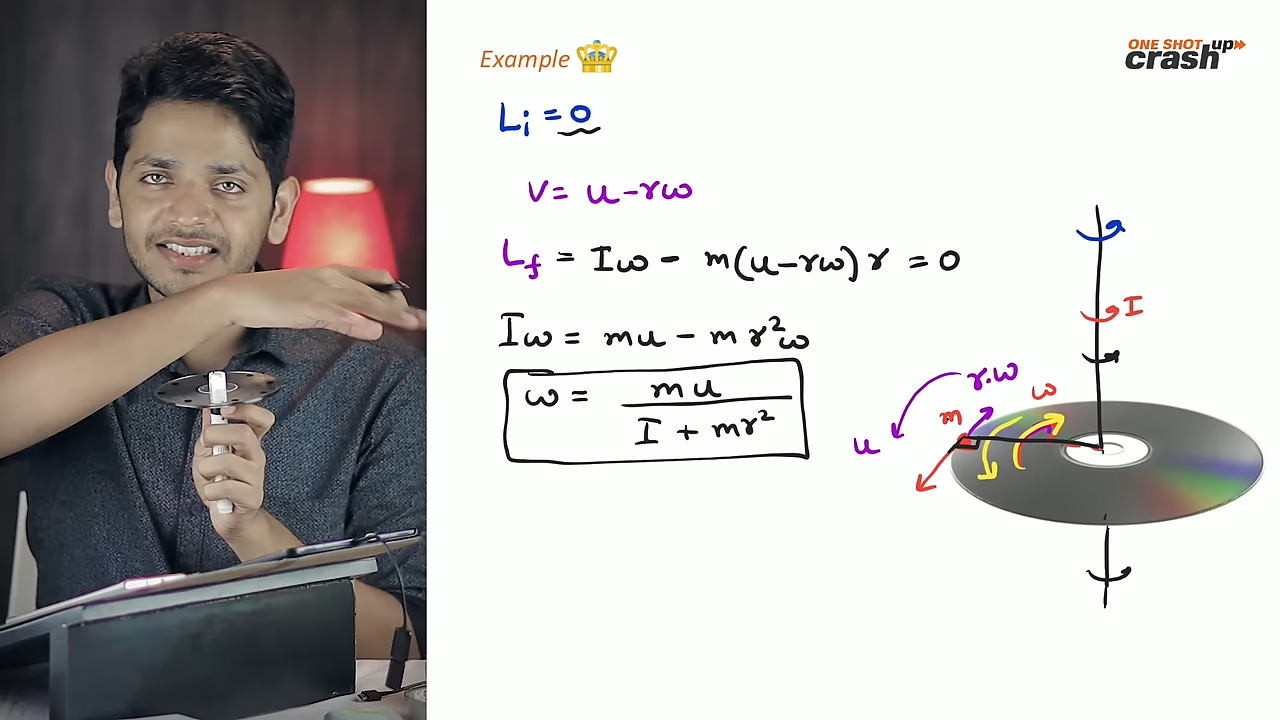 Example
ONE SHOT
crash up
Li = 0
v = u - rω
Lf = Iω - m(u-rω) r = 0
Iω = mu - mr²ω
ω = mu / I + mr²
I
r.ω
ω
m
u